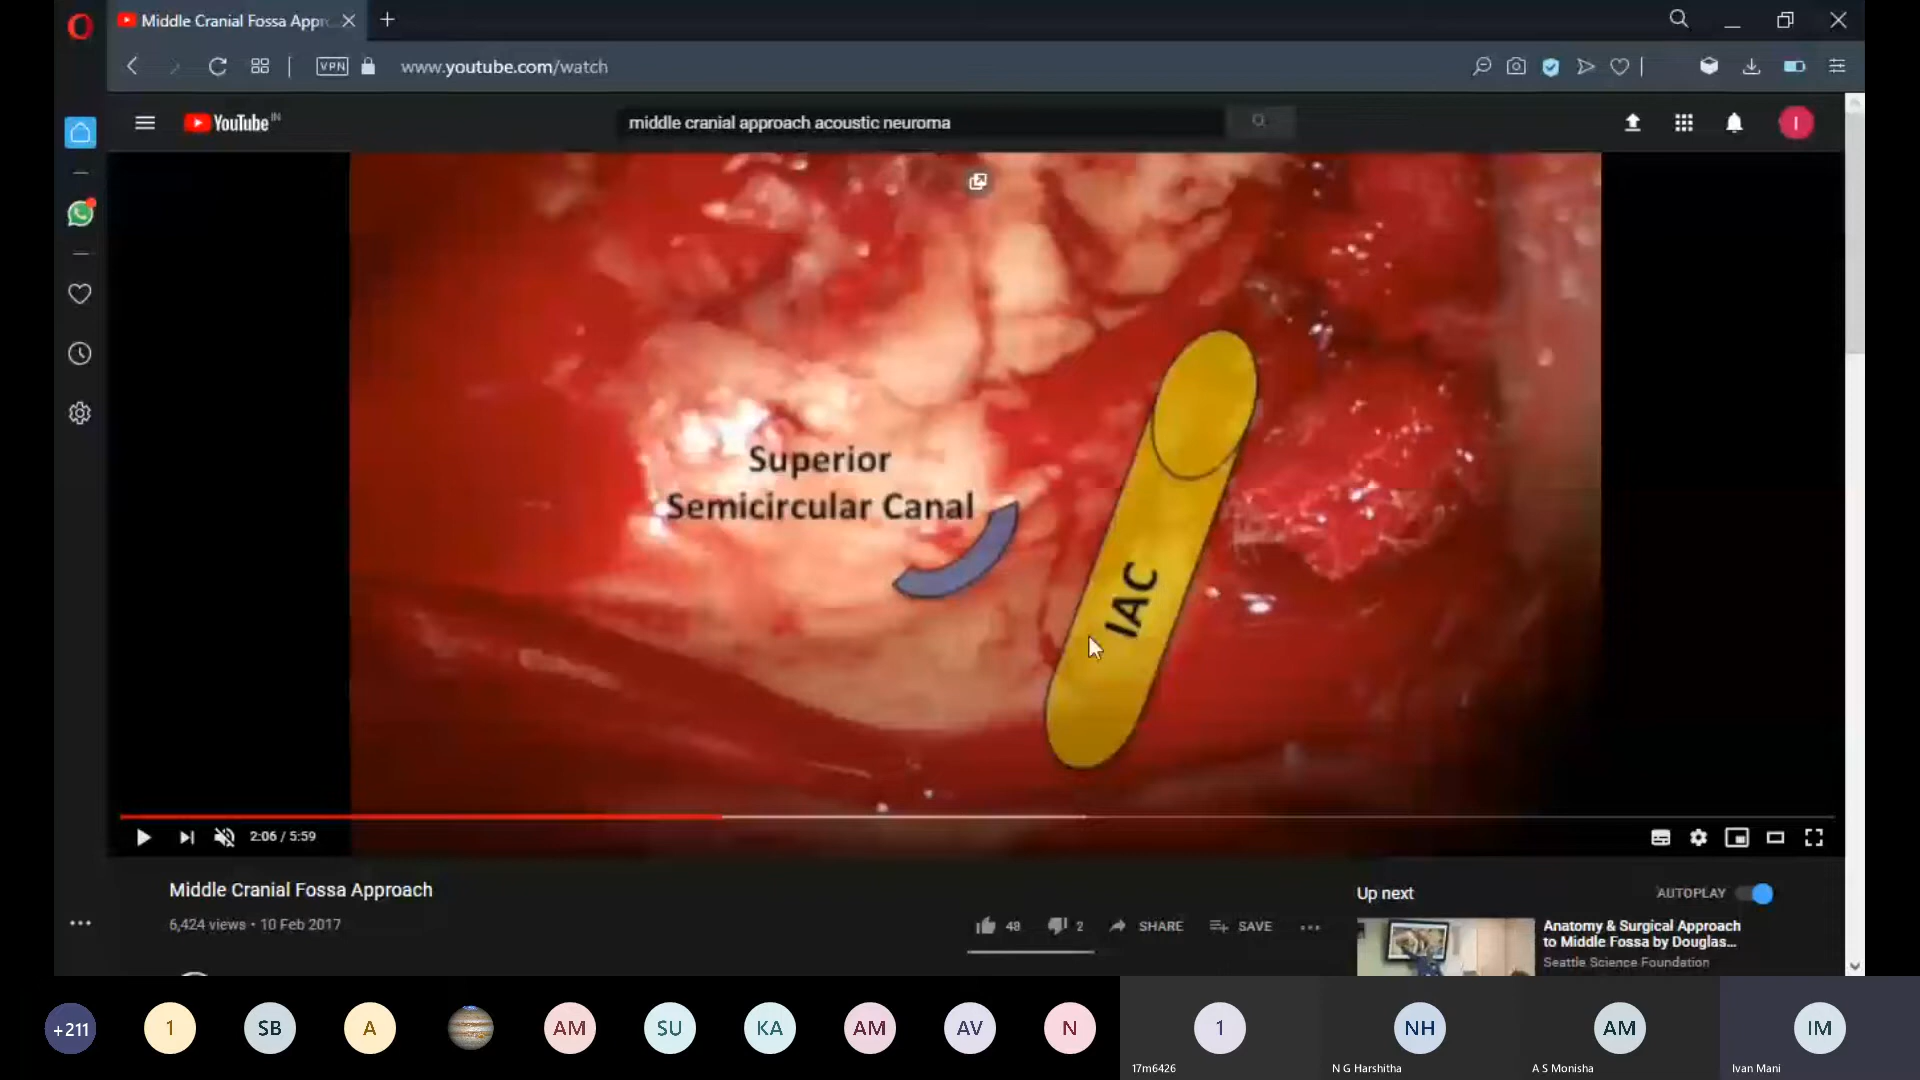 Middle Cranial Fossa Appr
VPN
www.youtube.com/watch
YouTube IN
middle cranial approach acoustic neuroma
I
Superior
Semicircular Canal
IAC
2:06 / 5:59
Middle Cranial Fossa Approach
6,424 views • 10 Feb 2017
48
2
SHARE
SAVE
Up next
AUTOPLAY
Anatomy & Surgical Approach
to Middle Fossa by Douglas...
Seattle Science Foundation
+211
1
SB
A
AM
SU
KA
AM
AV
N
1
NH
AM
IM
17m6426
N G Harshitha
A S Monisha
Ivan Mani